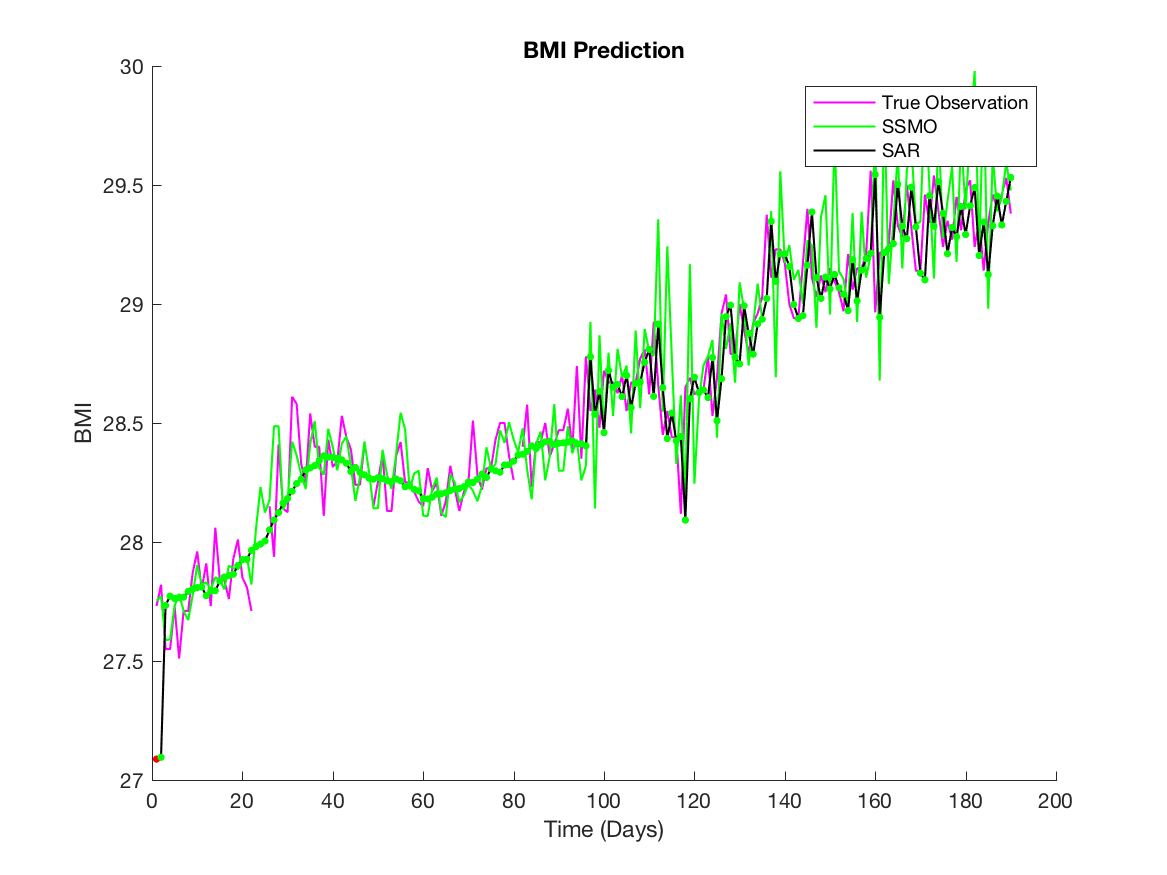 BMI Prediction
30
29.5
29
28.5
28
27.5
27
BMI
True Observation
SSMO
SAR
0 20 40 60 80 100 120 140 160 180 200
Time (Days)